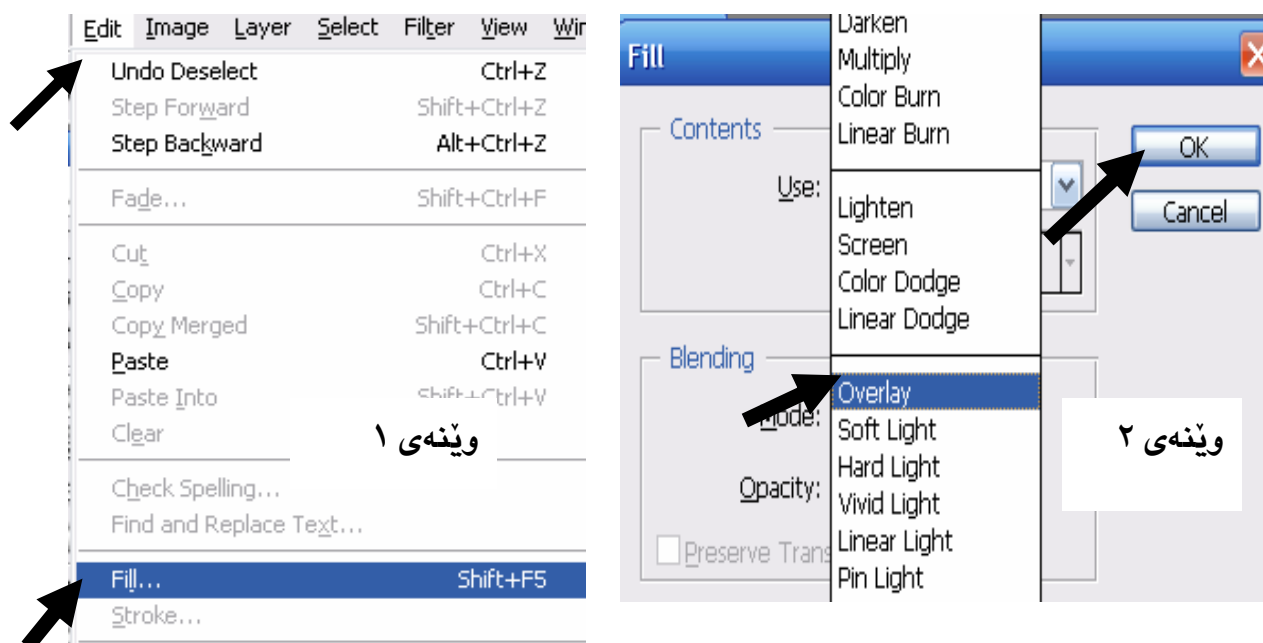 Edit Image Layer Select Filter View Win
Undo Deselect Ctrl+Z
Step Forward Shift+Ctrl+Z
Step Backward Alt+Ctrl+Z
Fade... Shift+Ctrl+F
Cut Ctrl+X
Copy Ctrl+C
Copy Merged Shift+Ctrl+C
Paste Ctrl+V
Paste Into Shift+Ctrl+V
Clear
وێنەی ١
Check Spelling...
Find and Replace Text...
Fill... Shift+F5
Stroke...
Fill
Contents
Use:
OK
Cancel
Darken
Multiply
Color Burn
Linear Burn
Lighten
Screen
Color Dodge
Linear Dodge
Overlay
Soft Light
Hard Light
Vivid Light
Linear Light
Pin Light
Blending
Mode:
Opacity:
Preserve Trans
وێنەی ٢